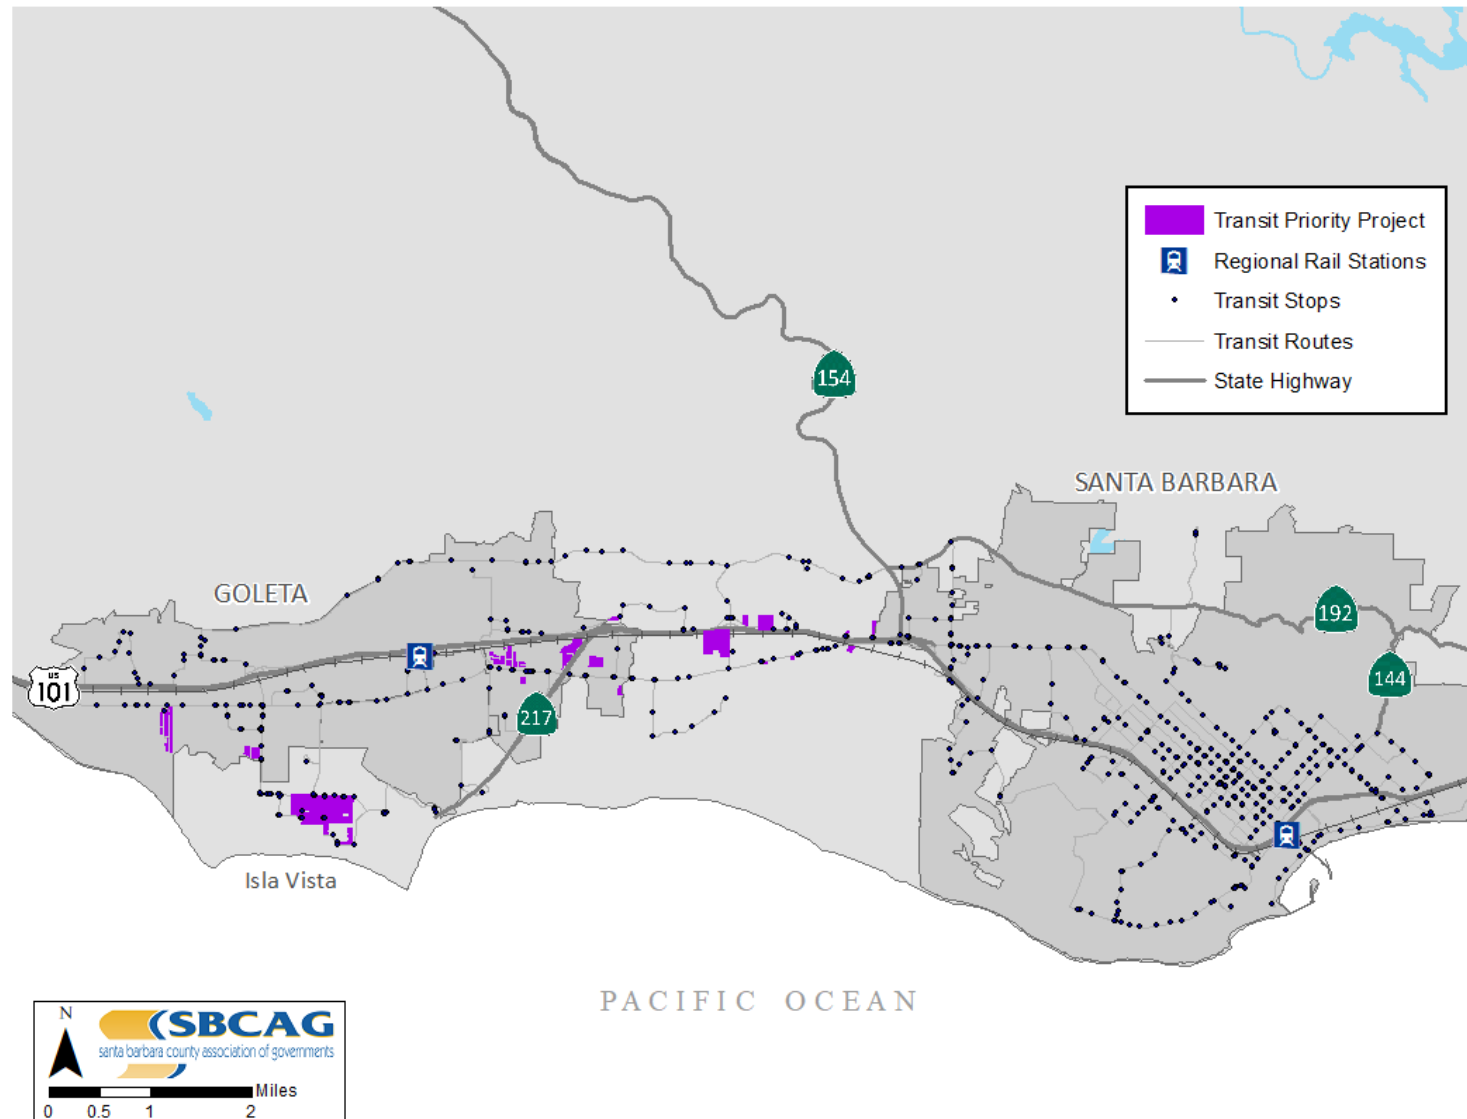 154
Transit Priority Project
Regional Rail Stations
Transit Stops
Transit Routes
State Highway
SANTA BARBARA
GOLETA
192
144
US
101
217
Isla Vista
PACIFIC OCEAN
N
SBCAG
santa barbara county association of governments
Miles
0 0.5 1 2